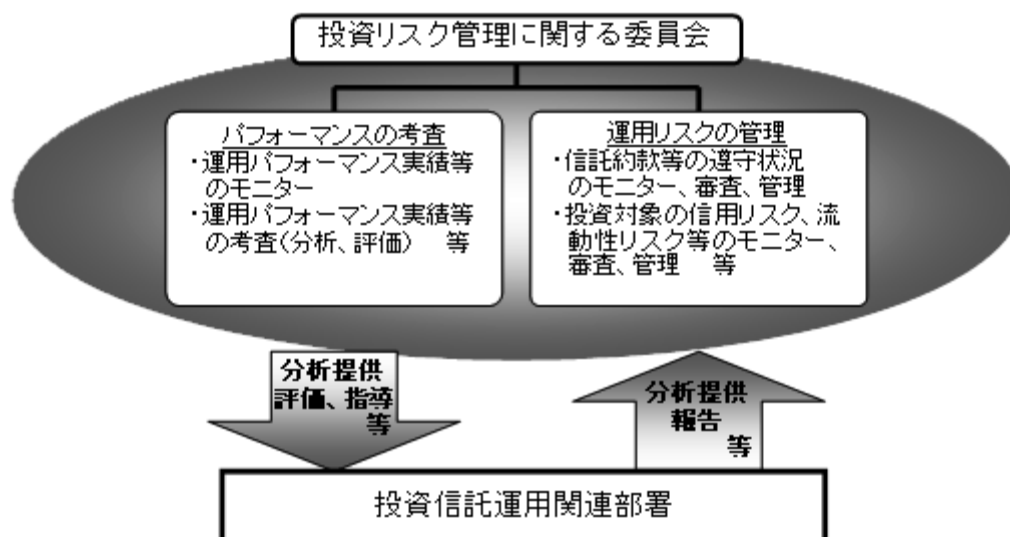 投資リスク管理に関する委員会
パフォーマンスの考査
・運用パフォーマンス実績等
のモニター
・運用パフォーマンス実績等
の考査(分析、評価) 等
運用リスクの管理
・信託約款等の遵守状況
のモニター、審査、管理
・投資対象の信用リスク、流
動性リスク等のモニター、
審査、管理 等
分析提供
評価、指導
等
分析提供
報告
等
投資信託運用関連部署